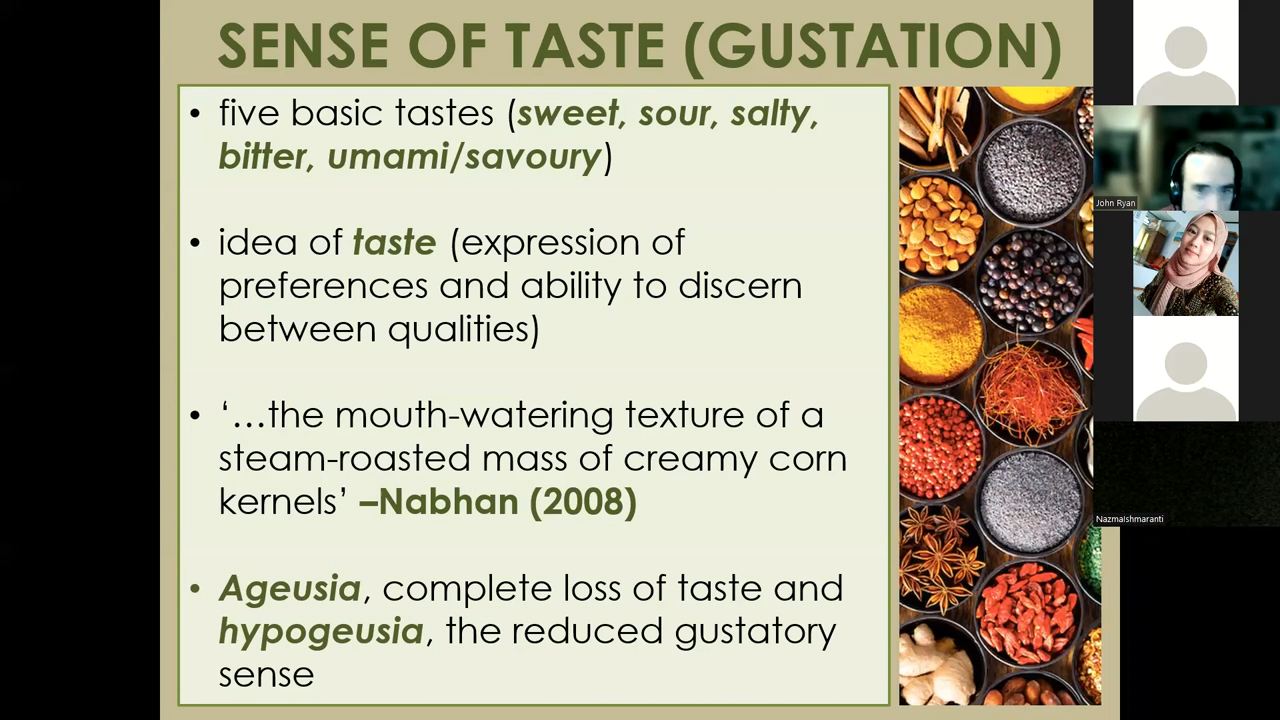 SENSE OF TASTE (GUSTATION)
• five basic tastes (sweet, sour, salty,
bitter, umami/savoury)
• idea of taste (expression of
preferences and ability to discern
between qualities)
• ‘…the mouth-watering texture of a
steam-roasted mass of creamy corn
kernels’ –Nabhan (2008)
• Ageusia, complete loss of taste and
hypogeusia, the reduced gustatory
sense
John Ryan
Nazmaishmaranti